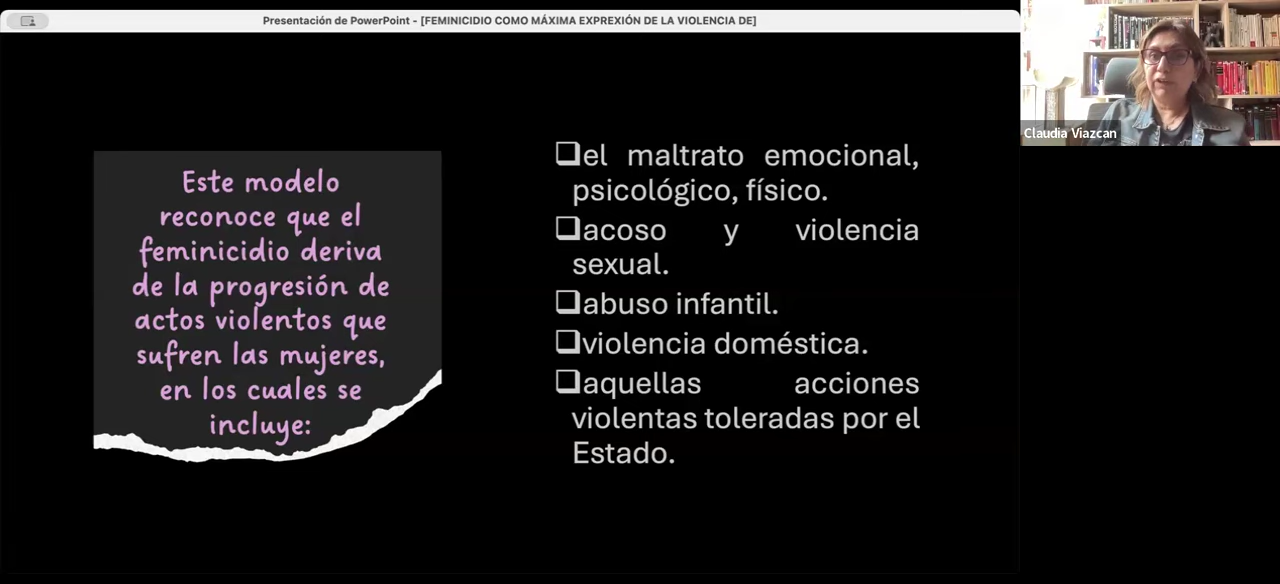 Presentación de PowerPoint - [FEMINICIDIO COMO MÁXIMA EXPREXIÓN DE LA VIOLENCIA DE]
Claudia Viazcan
Este modelo
reconoce que el
feminicidio deriva
de la progresión de
actos violentos que
sufren las mujeres,
en los cuales se
incluye:
el maltrato emocional,
psicológico, físico.
acoso y violencia
sexual.
abuso infantil.
violencia doméstica.
aquellas acciones
violentas toleradas por el
Estado.